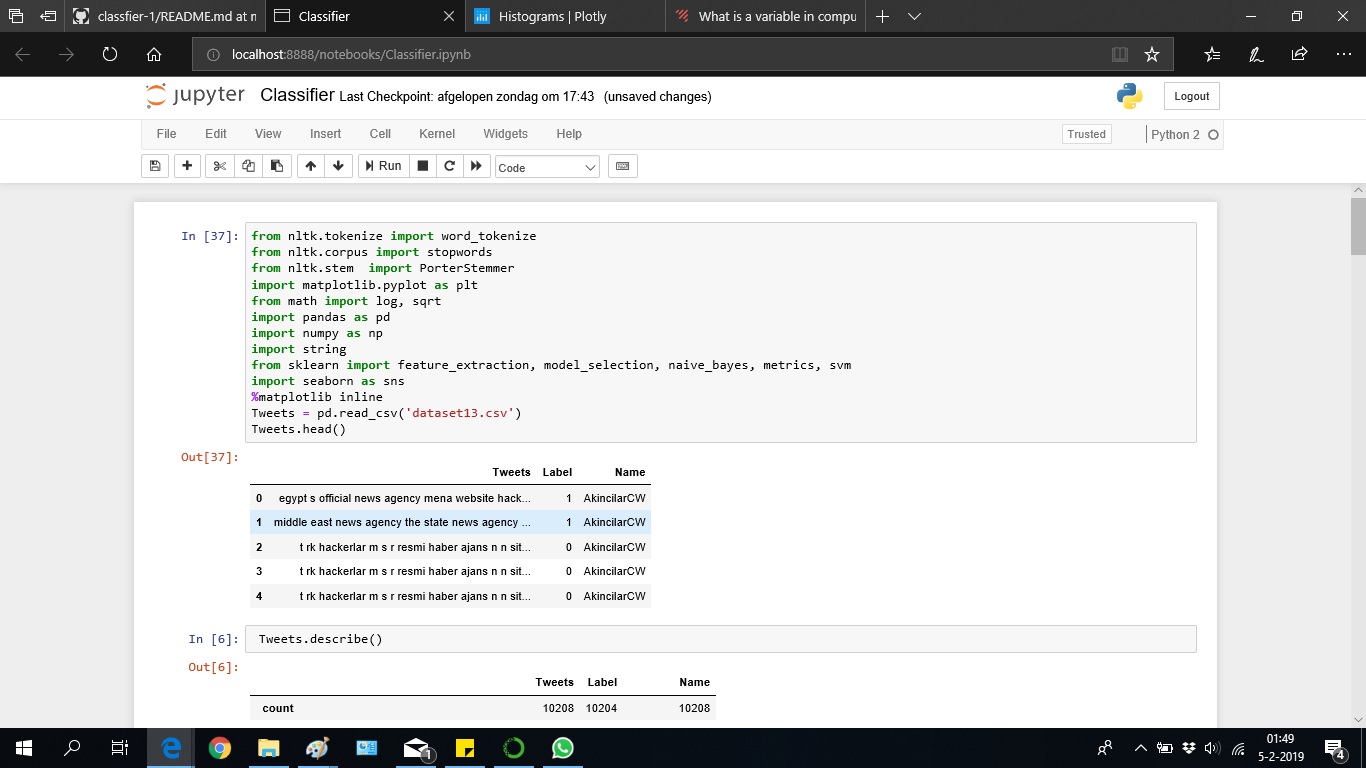 classfier-1/README.md at n
Classifier
Histograms | Plotly
What is a variable in compu
localhost:8888/notebooks/Classifier.ipynb
jupyter Classifier Last Checkpoint: afgelopen zondag om 17:43 (unsaved changes)
Logout
File Edit View Insert Cell Kernel Widgets Help
Trusted
Python 2
Run
Code
In [37]:
from nltk.tokenize import word_tokenize
from nltk.corpus import stopwords
from nltk.stem  import PorterStemmer
import matplotlib.pyplot as plt
from math import log, sqrt
import pandas as pd
import numpy as np
import string
from sklearn import feature_extraction, model_selection, naive_bayes, metrics, svm
import seaborn as sns
%matplotlib inline
Tweets = pd.read_csv('dataset13.csv')
Tweets.head()
Out[37]:
Tweets Label Name
0 egypt s official news agency mena website hack... 1 AkincilarCW
1 middle east news agency the state news agency ... 1 AkincilarCW
2 t rk hackerlar m s r resmi haber ajans n n sit... 0 AkincilarCW
3 t rk hackerlar m s r resmi haber ajans n n sit... 0 AkincilarCW
4 t rk hackerlar m s r resmi haber ajans n n sit... 0 AkincilarCW
In [6]:
Tweets.describe()
Out[6]:
Tweets Label Name
count 10208 10204 10208
1
01:49
5-2-2019
4